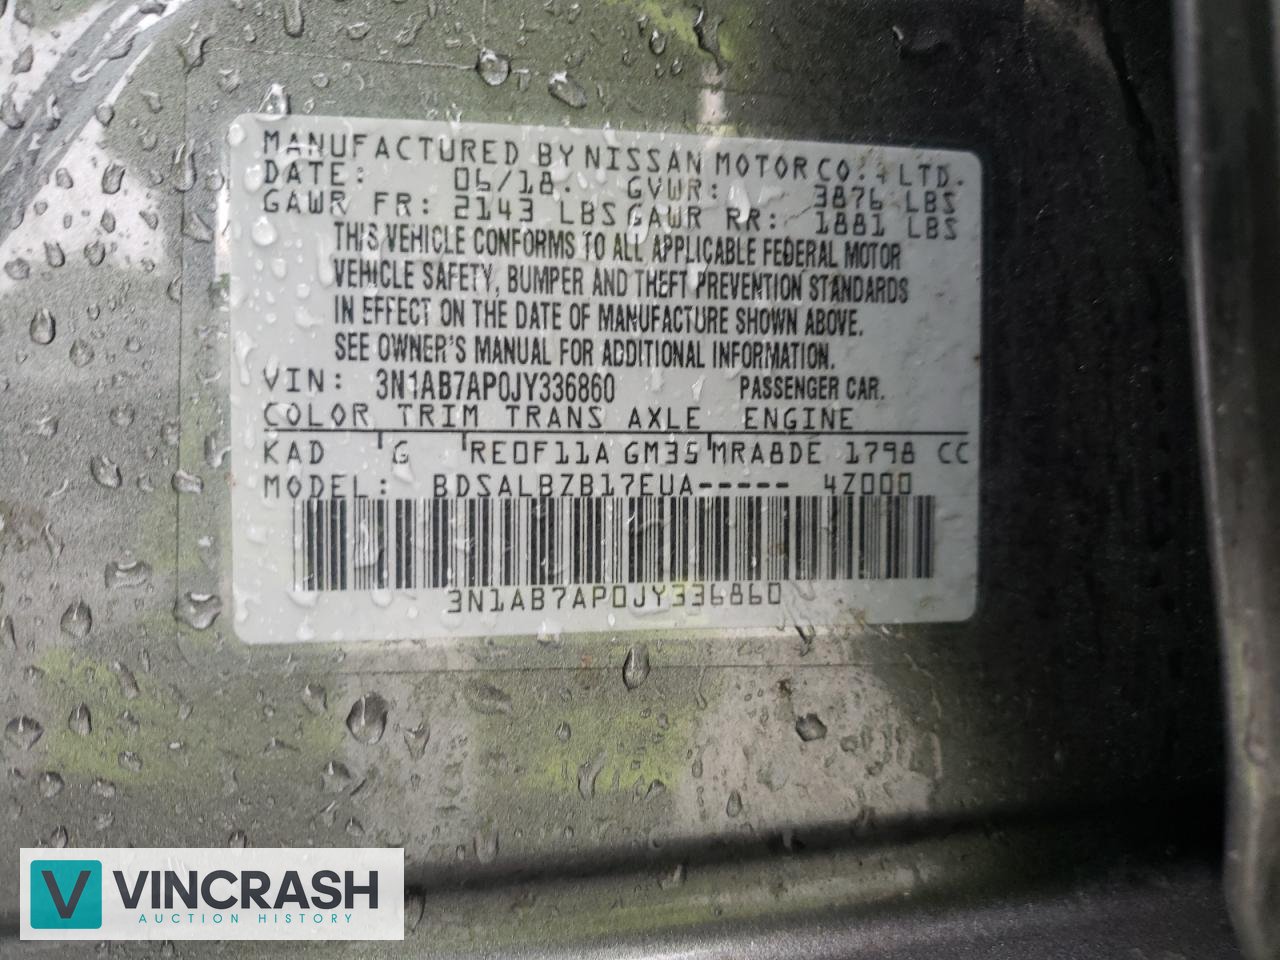 MANUFACTURED BY NISSAN MOTOR CO., LTD.
DATE: 06/18. GVWR: 3876 LBS
GAWR FR: 2143 LBS GAWR RR: 1881 LBS
THIS VEHICLE CONFORMS TO ALL APPLICABLE FEDERAL MOTOR
VEHICLE SAFETY, BUMPER AND THEFT PREVENTION STANDARDS
IN EFFECT ON THE DATE OF MANUFACTURE SHOWN ABOVE.
SEE OWNER'S MANUAL FOR ADDITIONAL INFORMATION.
VIN: 3N1AB7AP0JY336860 PASSENGER CAR.
COLOR TRIM TRANS AXLE ENGINE
KAD G RE0F11A GM35 MRA8DE 1798 CC
MODEL: BDSALBZB17EUA----- 4Z000
3N1AB7AP0JY336860
V VINCRASH
AUCTION HISTORY